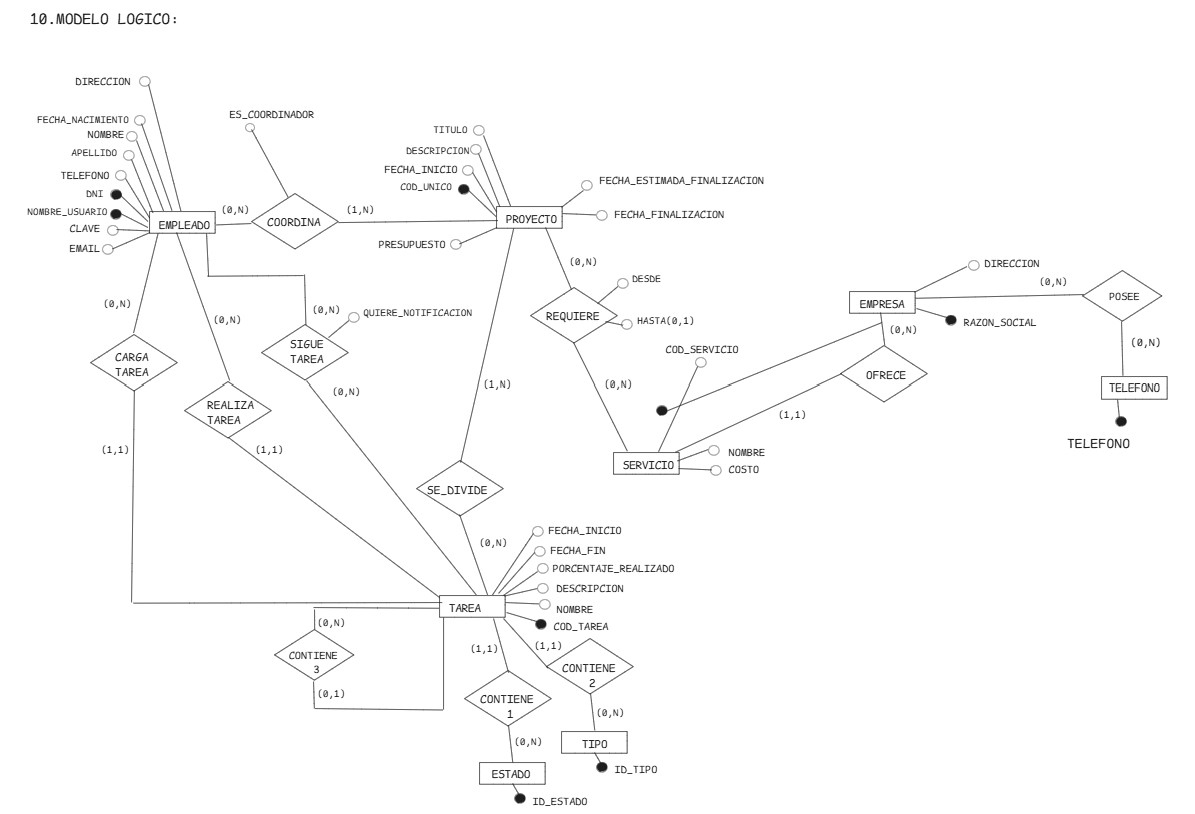 10.MODELO LOGICO:
DIRECCION
ES_COORDINADOR
FECHA_NACIMIENTO
NOMBRE
APELLIDO
TELEFONO
DNI
NOMBRE_USUARIO
CLAVE
EMAIL
EMPLEADO
(0,N)
COORDINA
(1,N)
TITULO
DESCRIPCION
FECHA_INICIO
COD_UNICO
PROYECTO
PRESUPUESTO
FECHA_ESTIMADA_FINALIZACION
FECHA_FINALIZACION
(0,N)
DESDE
REQUIERE
HASTA(0,1)
(0,N)
DIRECCION
EMPRESA
(0,N)
POSEE
RAZON_SOCIAL
(0,N)
(0,N)
OFRECE
TELEFONO
TELEFONO
COD_SERVICIO
(1,1)
SERVICIO
NOMBRE
COSTO
(0,N)
CARGA
TAREA
(1,1)
(0,N)
REALIZA
TAREA
(1,1)
(0,N)
QUIERE_NOTIFICACION
SIGUE
TAREA
(0,N)
(1,N)
SE_DIVIDE
(0,N)
FECHA_INICIO
FECHA_FIN
PORCENTAJE_REALIZADO
DESCRIPCION
NOMBRE
COD_TAREA
TAREA
(0,N)
CONTIENE
3
(0,1)
(1,1)
CONTIENE
1
(0,N)
ESTADO
ID_ESTADO
(1,1)
CONTIENE
2
(0,N)
TIPO
ID_TIPO